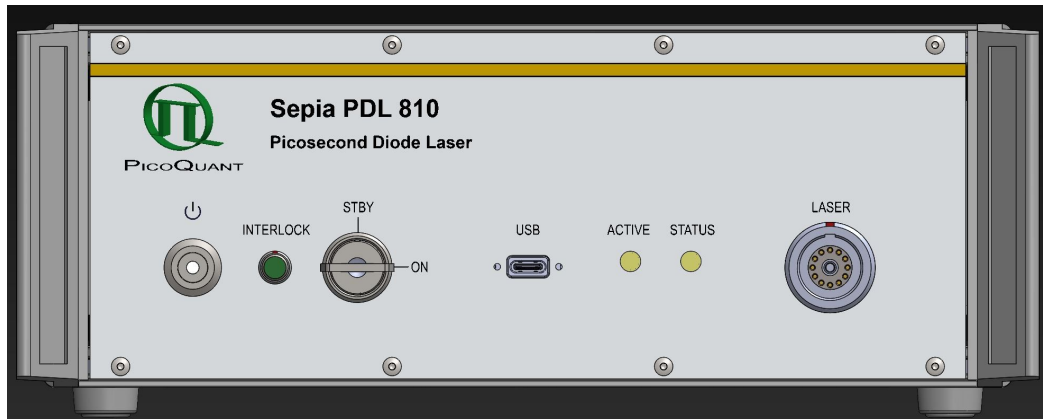 Sepia PDL 810
Picosecond Diode Laser
PICOQUANT
INTERLOCK
STBY
ON
USB
ACTIVE
STATUS
LASER